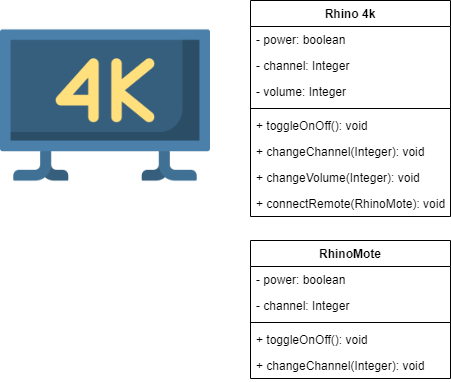 4K
Rhino 4k
- power: boolean
- channel: Integer
- volume: Integer
+ toggleOnOff(): void
+ changeChannel(Integer): void
+ changeVolume(Integer): void
+ connectRemote(RhinoMote): void
RhinoMote
- power: boolean
- channel: Integer
+ toggleOnOff(): void
+ changeChannel(Integer): void